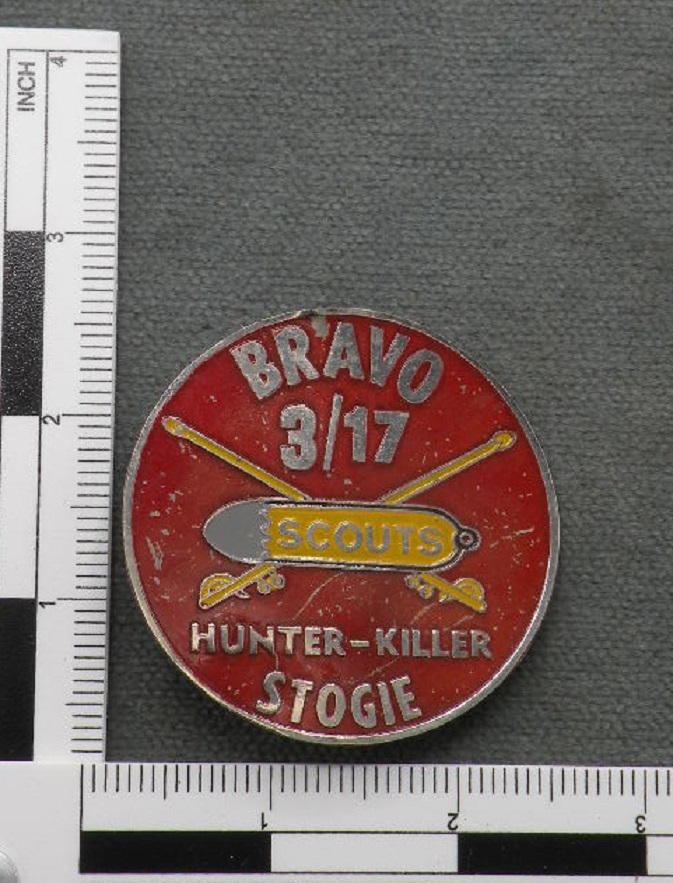 INCH
4
3
2
1
BRAVO
3/17
SCOUTS
HUNTER-KILLER
STOGIE
1
2
3